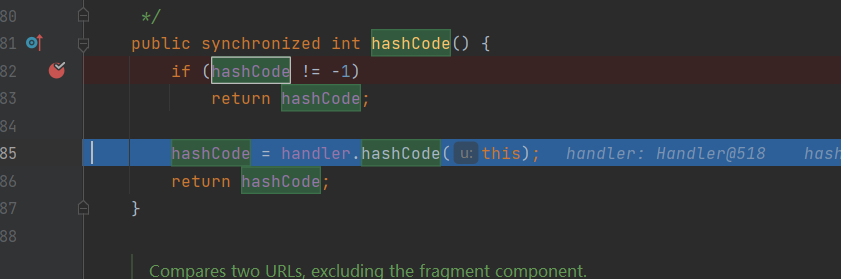 80 */
81 public synchronized int hashCode() {
82 if (hashCode != -1)
83 return hashCode;
84
85 hashCode = handler.hashCode( u: this); handler: Handler@518 hash
86 return hashCode;
87 }
88
Compares two URLs, excluding the fragment component.